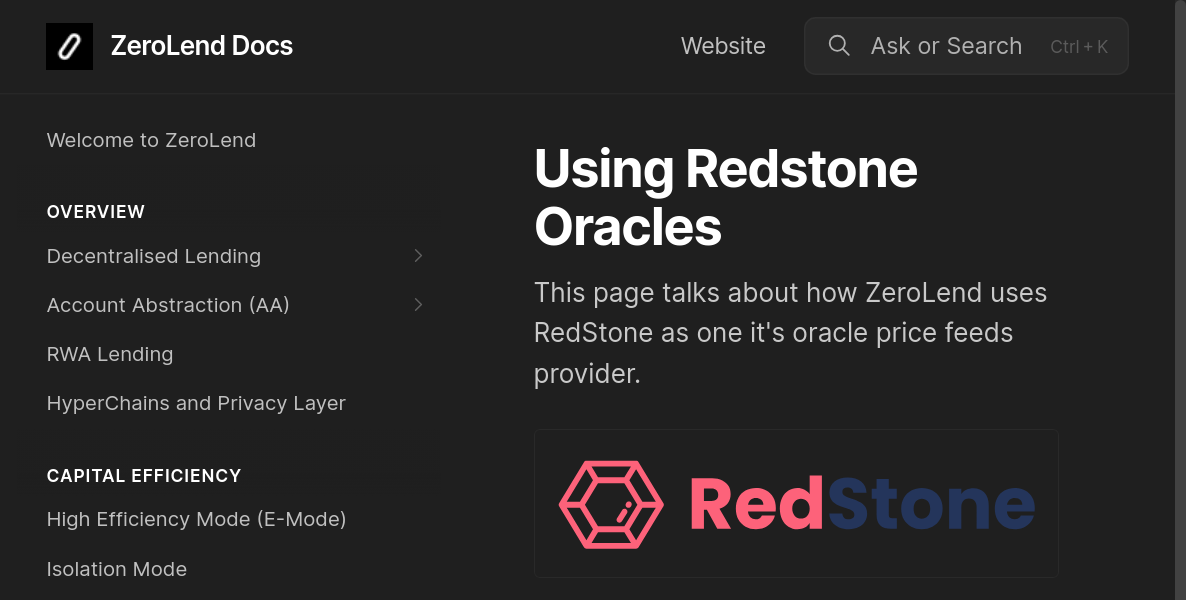 ZeroLend Docs
Website
Ask or Search
Ctrl + K
Welcome to ZeroLend
OVERVIEW
Decentralised Lending
Account Abstraction (AA)
RWA Lending
HyperChains and Privacy Layer
CAPITAL EFFICIENCY
High Efficiency Mode (E-Mode)
Isolation Mode
Using Redstone
Oracles
This page talks about how ZeroLend uses
RedStone as one it's oracle price feeds
provider.
RedStone